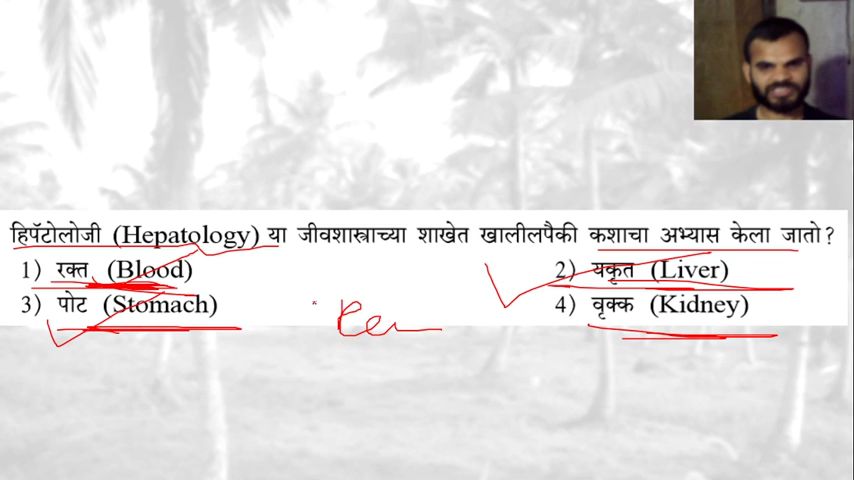 हिपॅटोलोजी (Hepatology) या जीवशास्त्राच्या शाखेत खालीलपैकी कशाचा अभ्यास केला जातो?
1) रक्त (Blood) 2) यकृत (Liver)
3) पोट (Stomach) 4) वृक्क (Kidney)